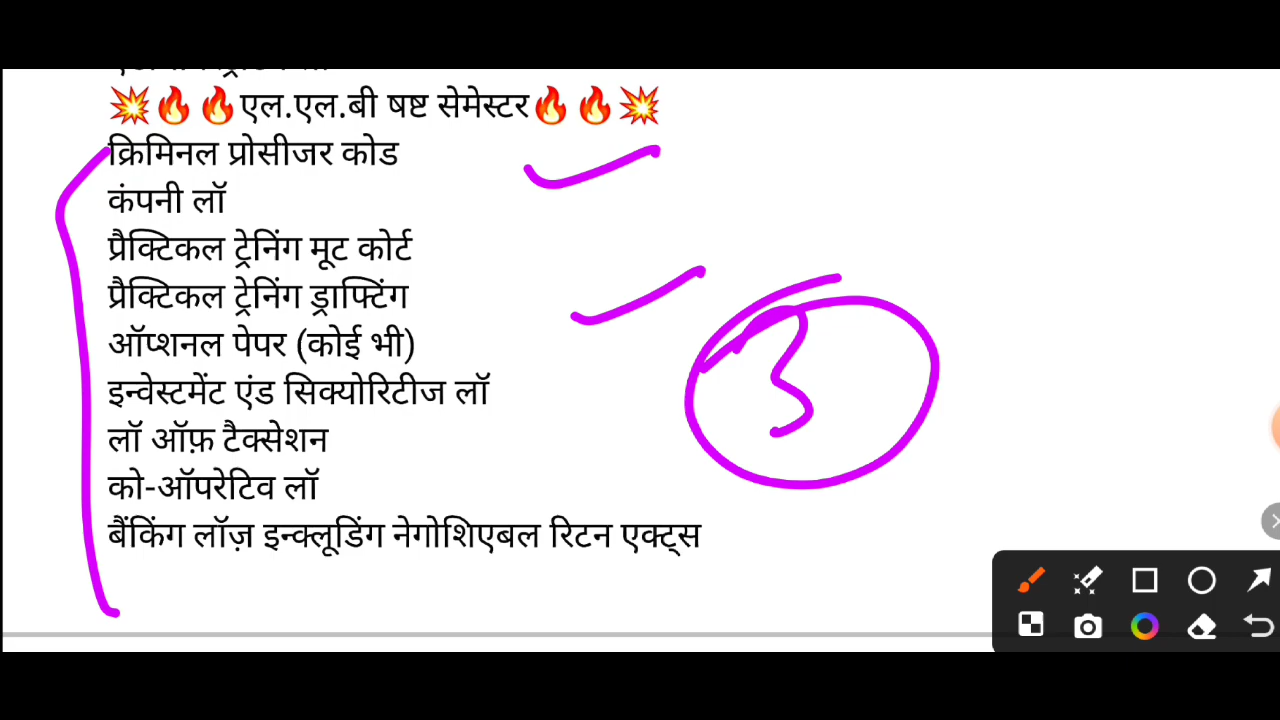 💥🔥🔥एल.एल.बी षष्ट सेमेस्टर🔥🔥💥
क्रिमिनल प्रोसीजर कोड
कंपनी लॉ
प्रैक्टिकल ट्रेनिंग मूट कोर्ट
प्रैक्टिकल ट्रेनिंग ड्राफ्टिंग
ऑप्शनल पेपर (कोई भी)
इन्वेस्टमेंट एंड सिक्योरिटीज लॉ
लॉ ऑफ़ टैक्सेशन
को-ऑपरेटिव लॉ
बैंकिंग लॉज़ इन्क्लूडिंग नेगोशिएबल रिटन एक्ट्स
3